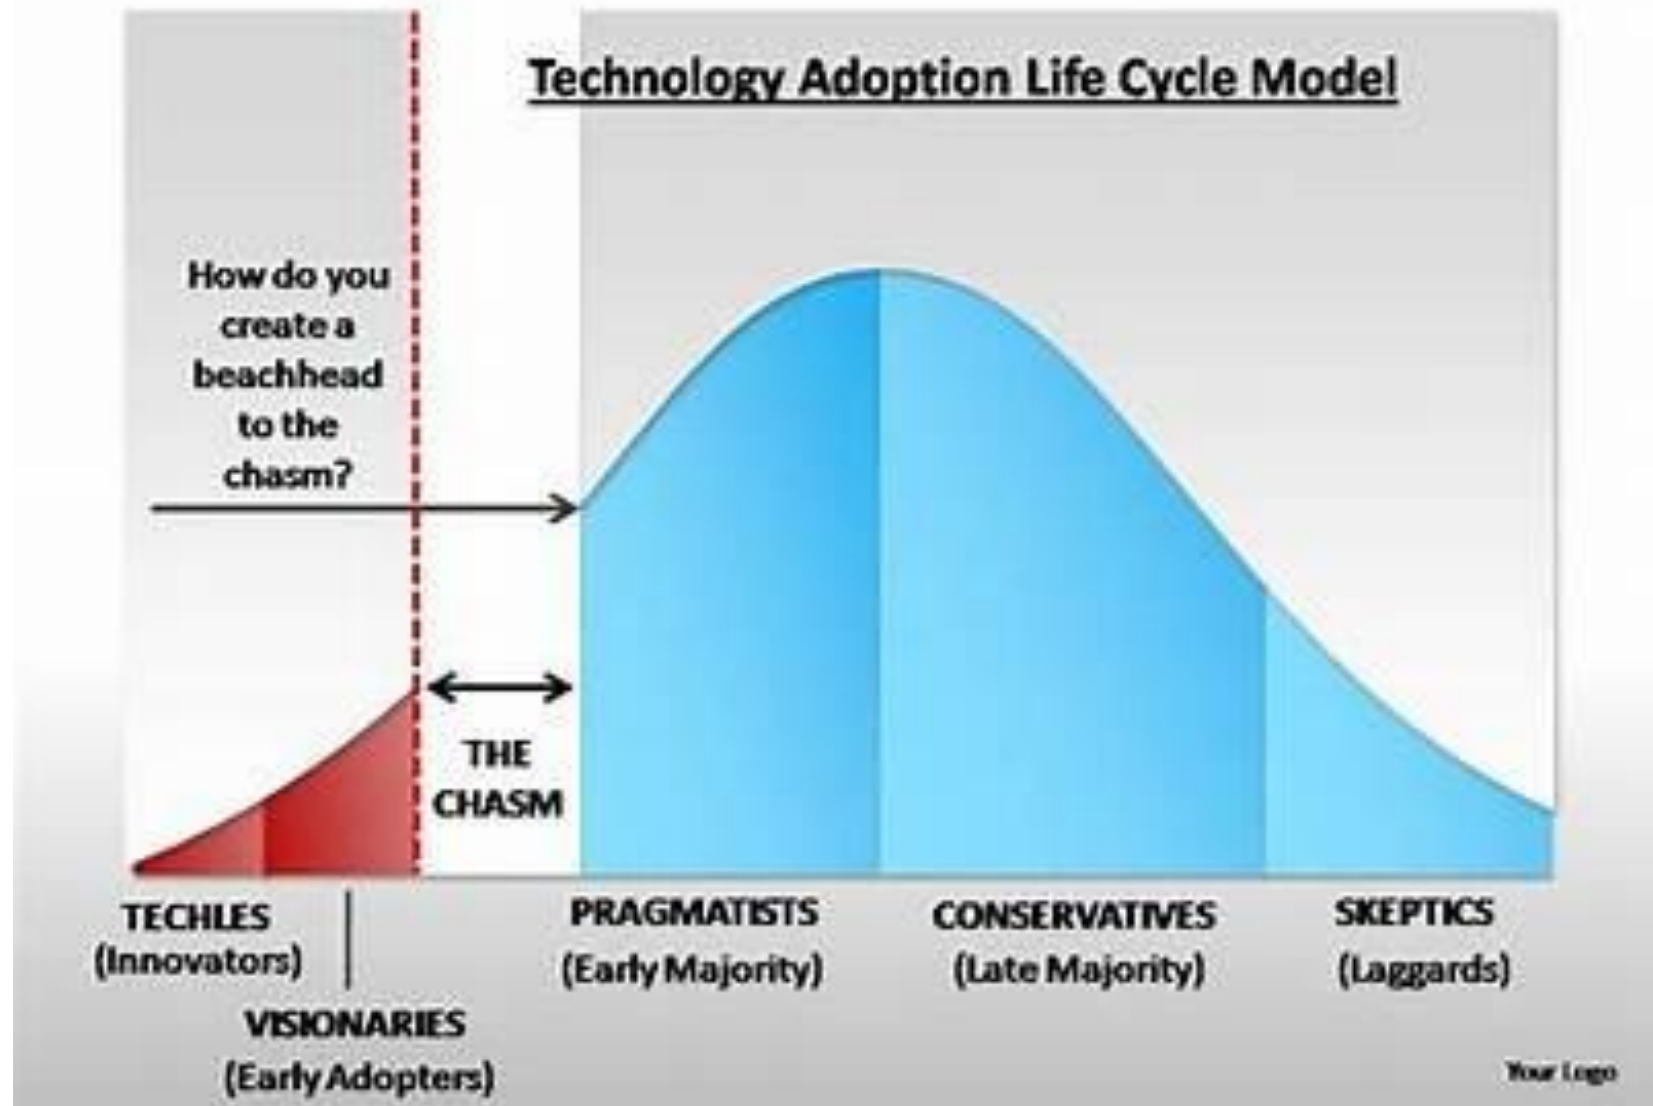 Technology Adoption Life Cycle Model
How do you
create a
beachhead
to the
chasm?
THE
CHASM
TECHLES
(Innovators)
VISIONARIES
(Early Adopters)
PRAGMATISTS
(Early Majority)
CONSERVATIVES
(Late Majority)
SKEPTICS
(Laggards)
Your Logo